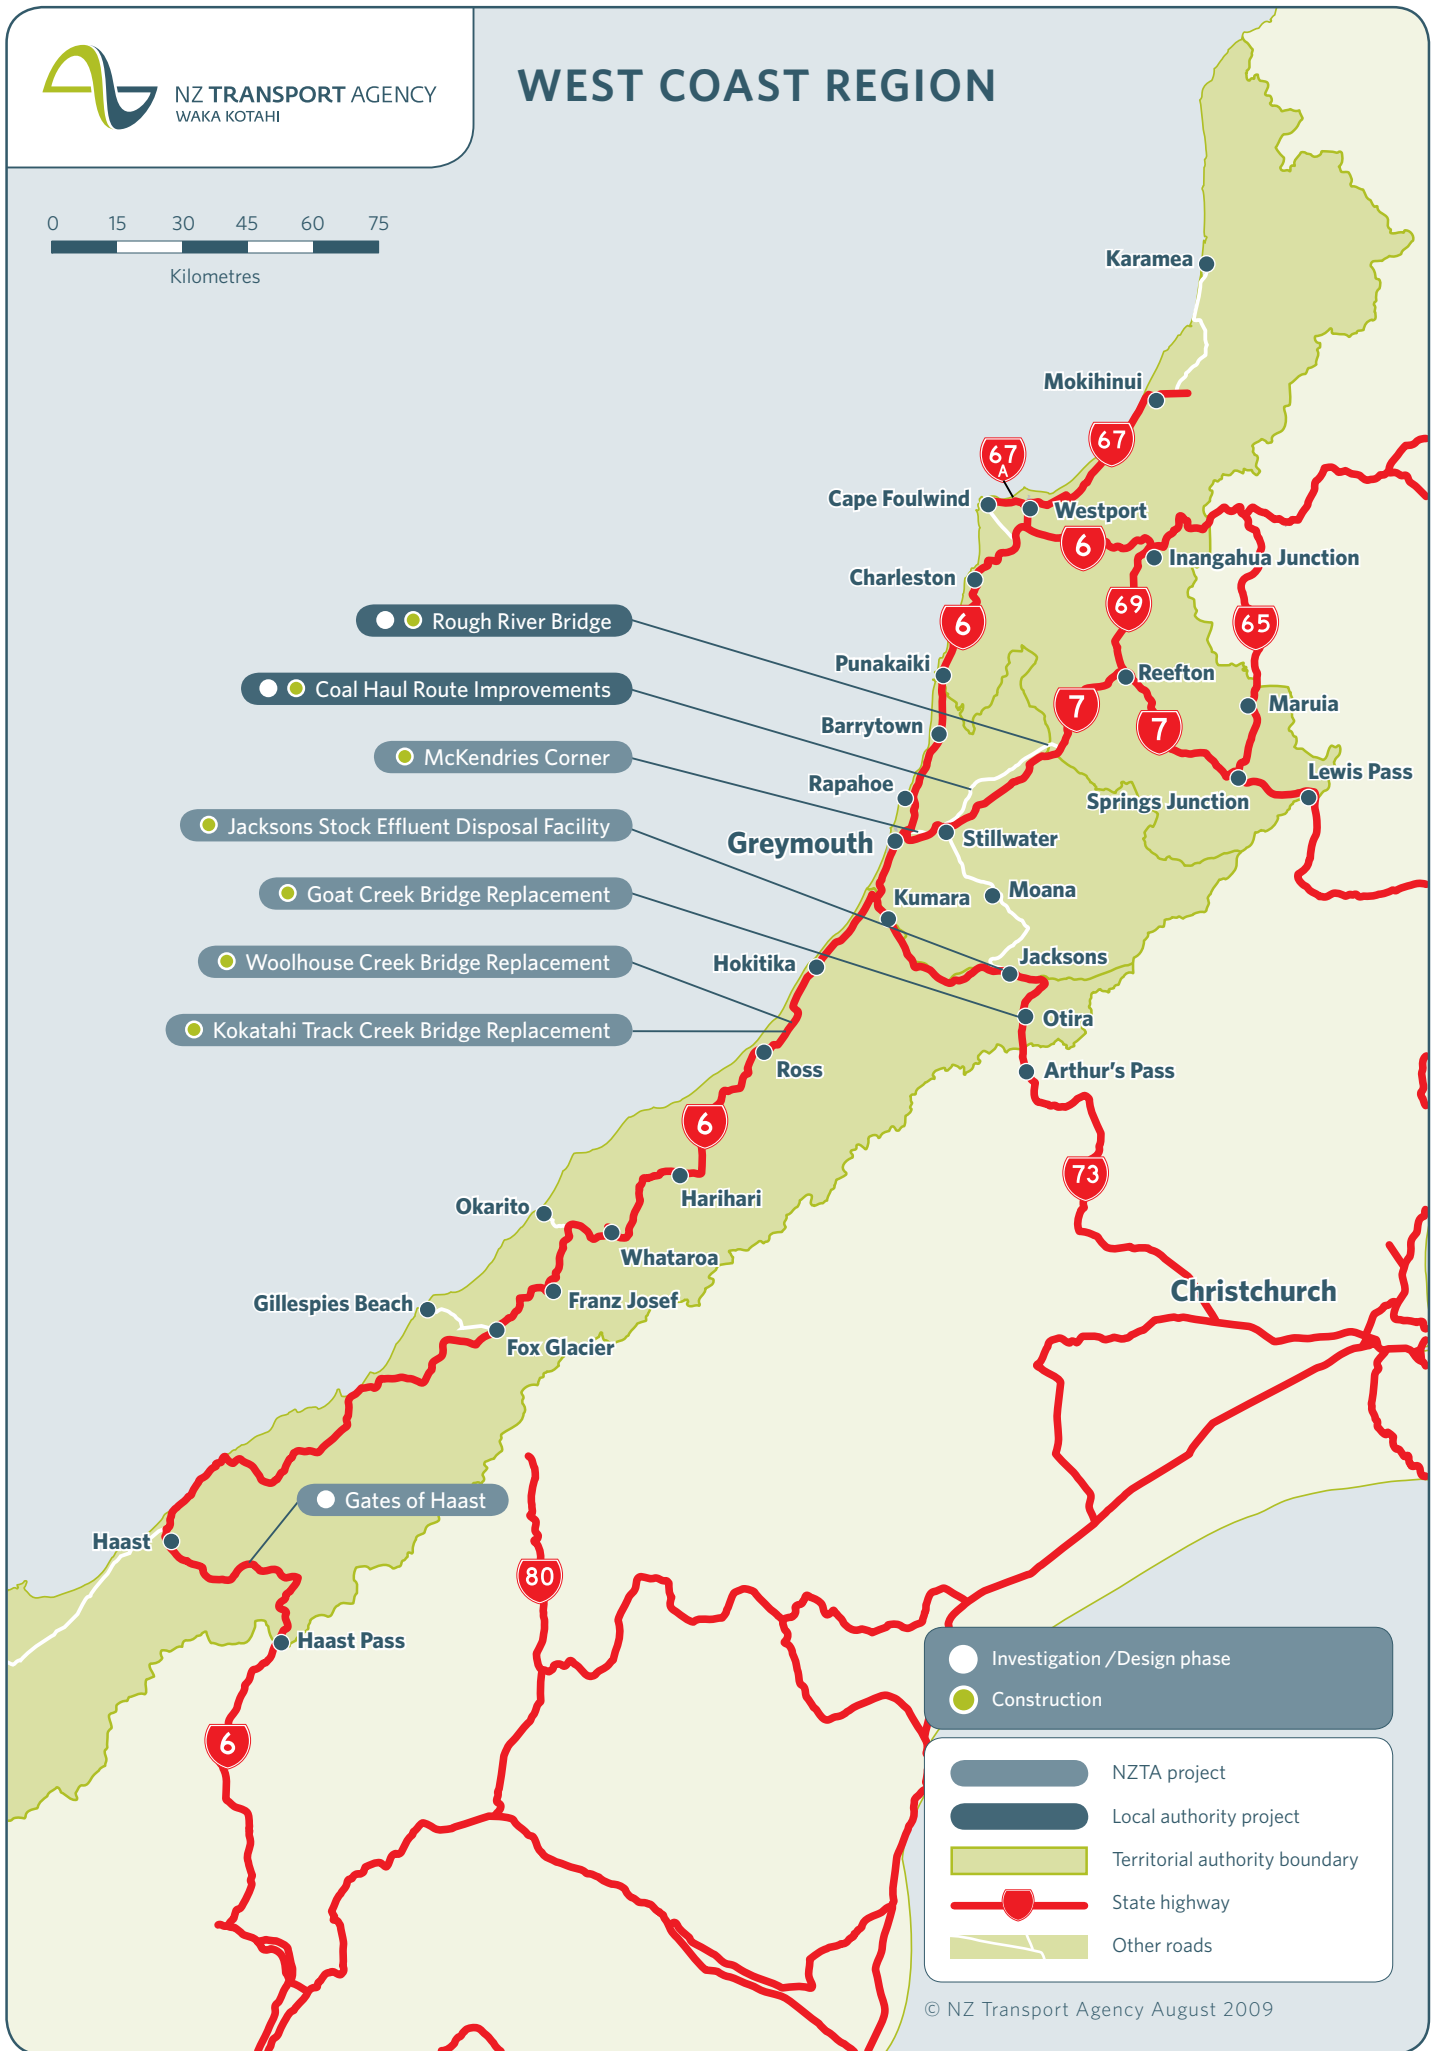 NZ TRANSPORT AGENCY
WAKA KOTAHI
WEST COAST REGION
0 15 30 45 60 75
Kilometres
Karamea
Mokihinui
67
67
A
Cape Foulwind
Westport
6
Inangahua Junction
Charleston
69
65
6
Rough River Bridge
Punakaiki
Reefton
Coal Haul Route Improvements
7
Maruia
7
Barrytown
McKendries Corner
Lewis Pass
Rapahoe
Springs Junction
Jacksons Stock Effluent Disposal Facility
Greymouth
Stillwater
Goat Creek Bridge Replacement
Kumara
Moana
Woolhouse Creek Bridge Replacement
Hokitika
Jacksons
Kokatahi Track Creek Bridge Replacement
Otira
Ross
Arthur's Pass
6
73
Harihari
Okarito
Whataroa
Christchurch
Gillespies Beach
Franz Josef
Fox Glacier
Gates of Haast
Haast
80
Haast Pass
6
Investigation /Design phase
Construction
NZTA project
Local authority project
Territorial authority boundary
State highway
Other roads
© NZ Transport Agency August 2009